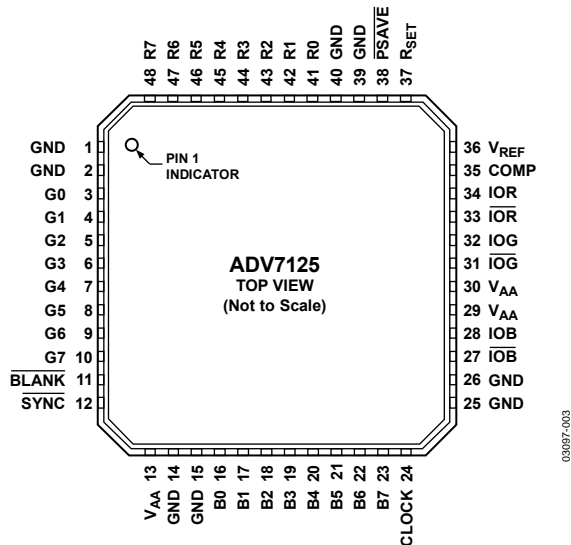 48 R7
47 R6
46 R5
45 R4
44 R3
43 R2
42 R1
41 R0
40 GND
39 GND
38 PSAVE
37 RSET
GND 1
GND 2
G0 3
G1 4
G2 5
G3 6
G4 7
G5 8
G6 9
G7 10
BLANK 11
SYNC 12
PIN 1
INDICATOR
ADV7125
TOP VIEW
(Not to Scale)
36 VREF
35 COMP
34 IOR
33 IOR
32 IOG
31 IOG
30 VAA
29 VAA
28 IOB
27 IOB
26 GND
25 GND
VAA 13
GND 14
GND 15
B0 16
B1 17
B2 18
B3 19
B4 20
B5 21
B6 22
B7 23
CLOCK 24
03097-003